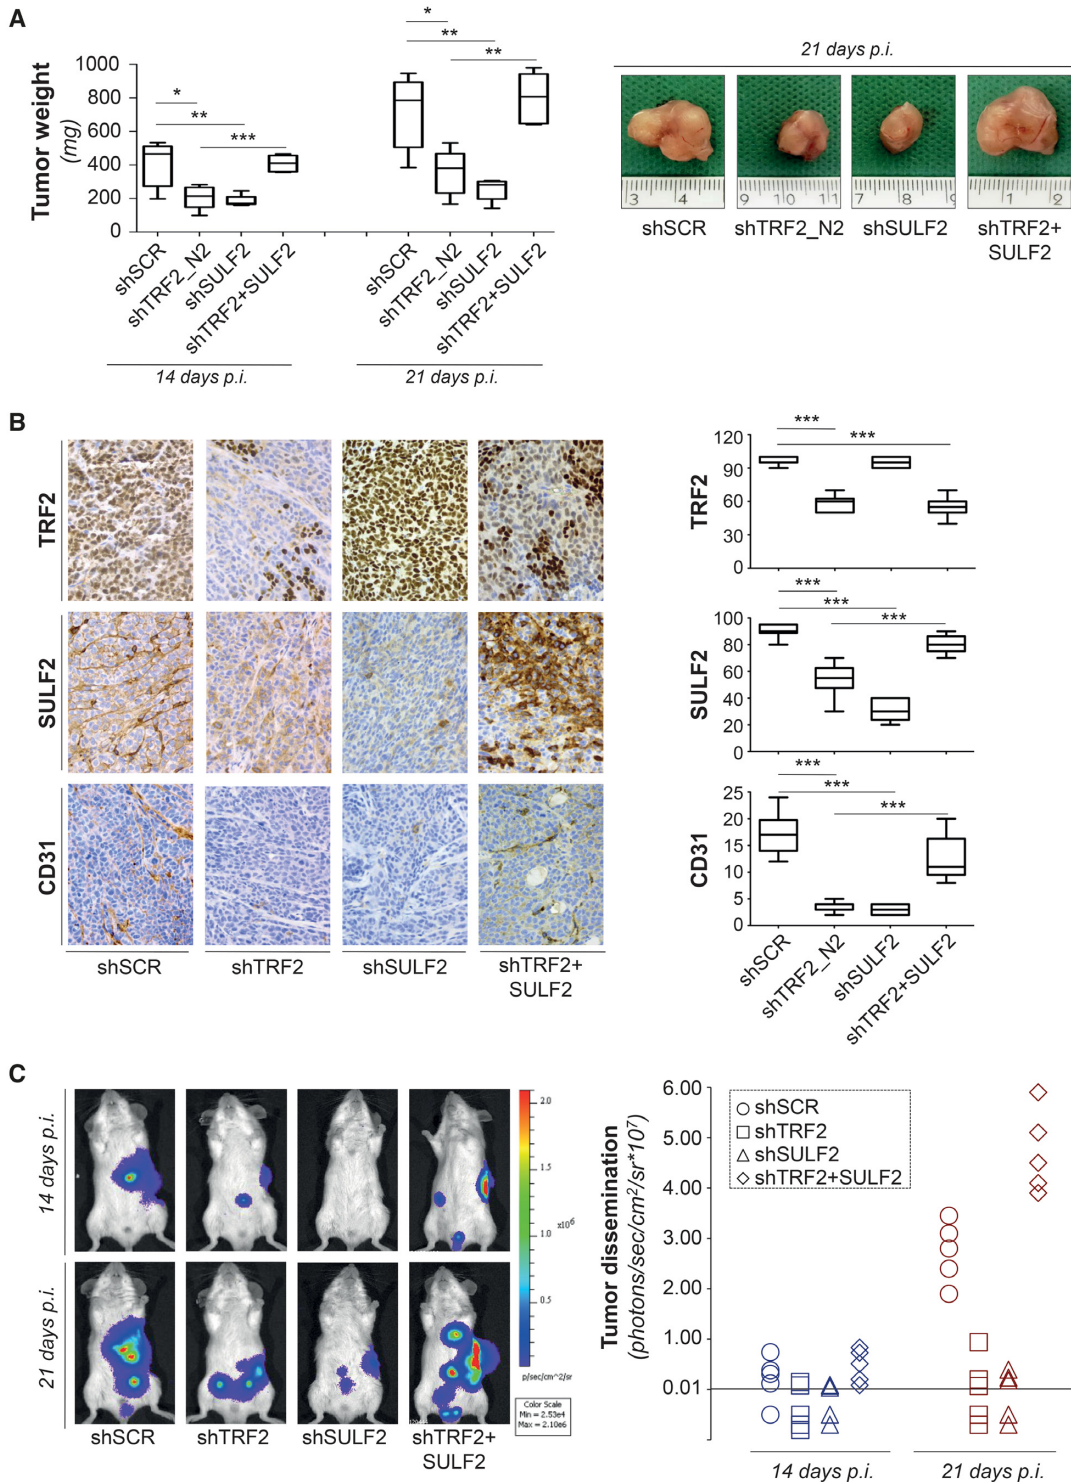 A
21 days p.i.
Tumor weight
(mg)
1000
800
600
400
200
0
*
**
***
*
**
**
shSCR
shTRF2_N2
shSULF2
shTRF2+SULF2
shSCR
shTRF2_N2
shSULF2
shTRF2+SULF2
14 days p.i.
21 days p.i.
3 4
9 10 11
7 8 9
1 2
shSCR
shTRF2_N2
shSULF2
shTRF2+
SULF2
B
TRF2
SULF2
CD31
shSCR
shTRF2
shSULF2
shTRF2+
SULF2
***
***
TRF2
120
90
60
30
0
***
***
***
SULF2
100
80
60
40
20
0
***
***
***
CD31
25
20
15
10
5
0
shSCR
shTRF2_N2
shSULF2
shTRF2+SULF2
C
14 days p.i.
21 days p.i.
2.0
1.5
x10⁶
1.0
0.5
p/sec/cm^2/sr
Color Scale
Min = 2.53e4
Max = 2.10e6
shSCR
shTRF2
shSULF2
shTRF2+
SULF2
Tumor dissemination
(photons/sec/cm²/sr*10⁷)
6.00
5.00
4.00
3.00
2.00
1.00
0.01
shSCR
shTRF2
shSULF2
shTRF2+SULF2
14 days p.i.
21 days p.i.